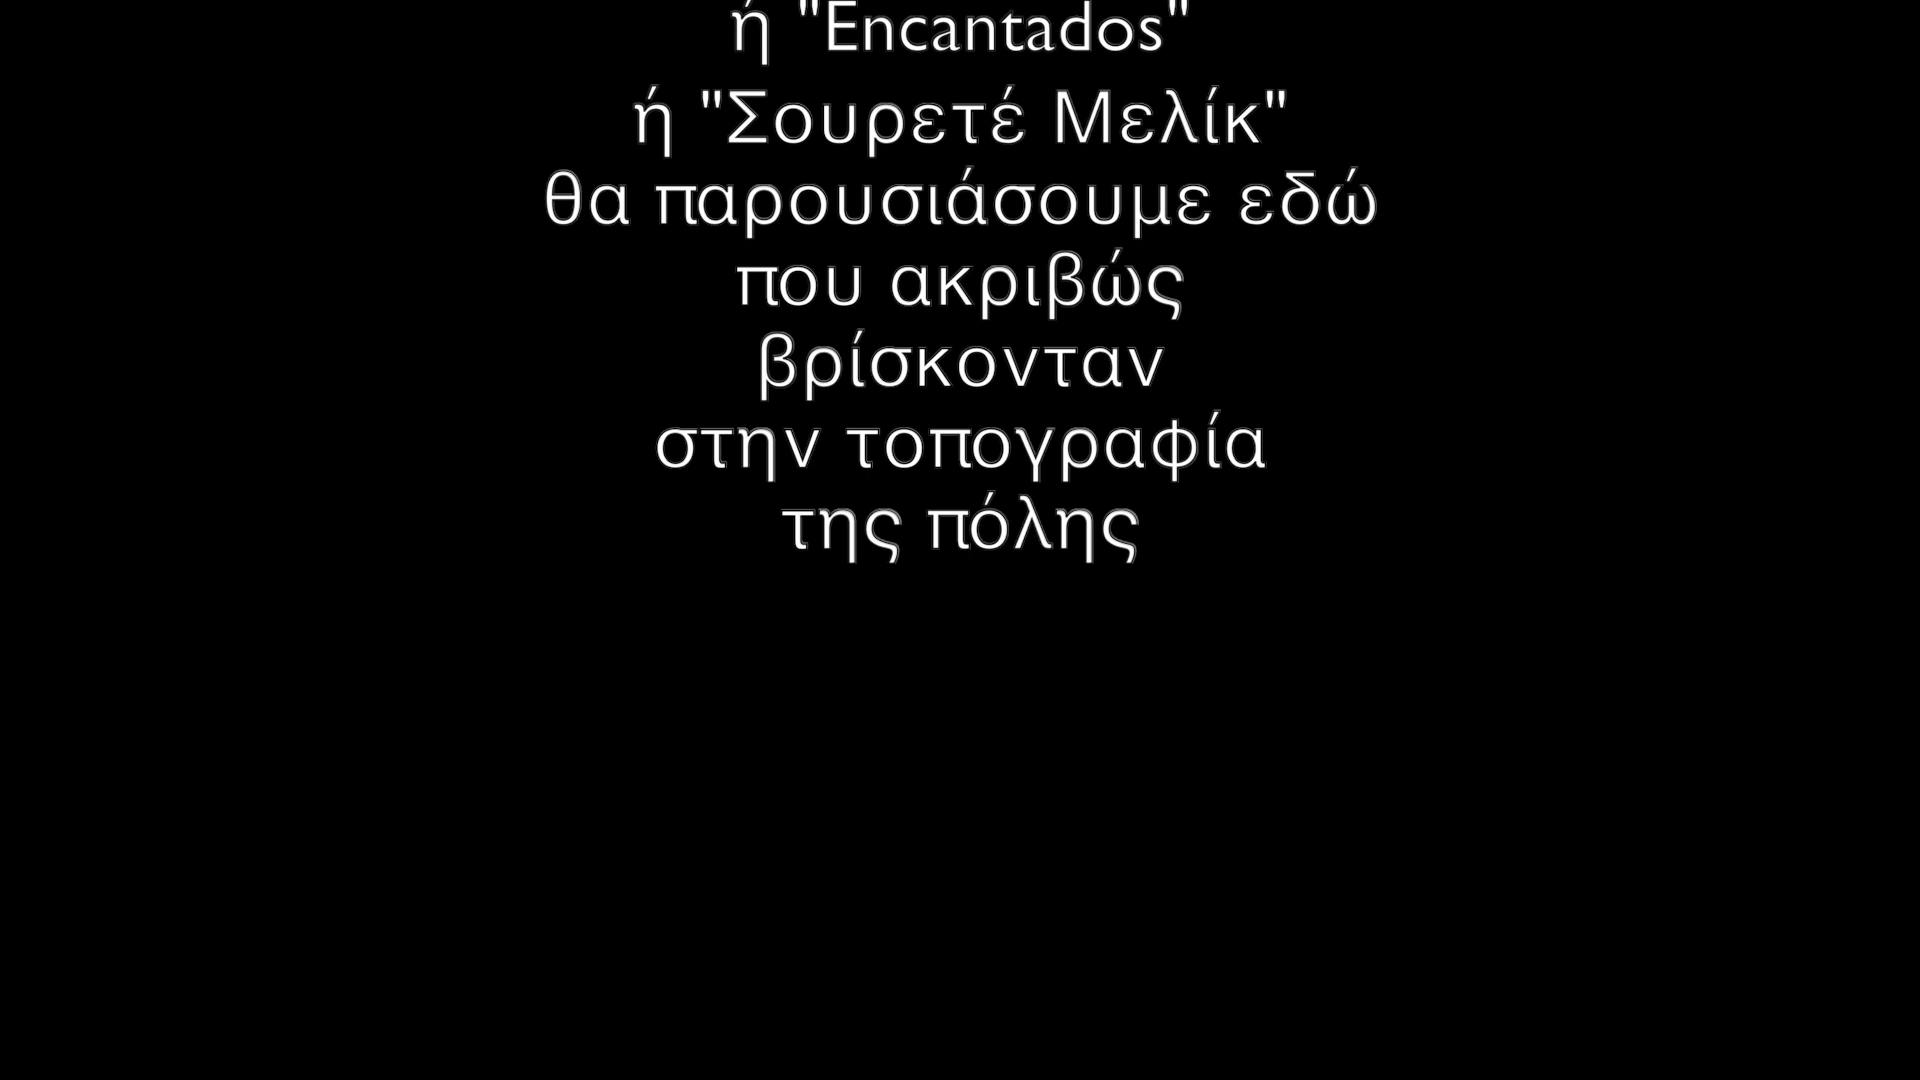 ή "Encantados"
ή "Σουρετέ Μελίκ"
θα παρουσιάσουμε εδώ
που ακριβώς
βρίσκονταν
στην τοπογραφία
της πόλης